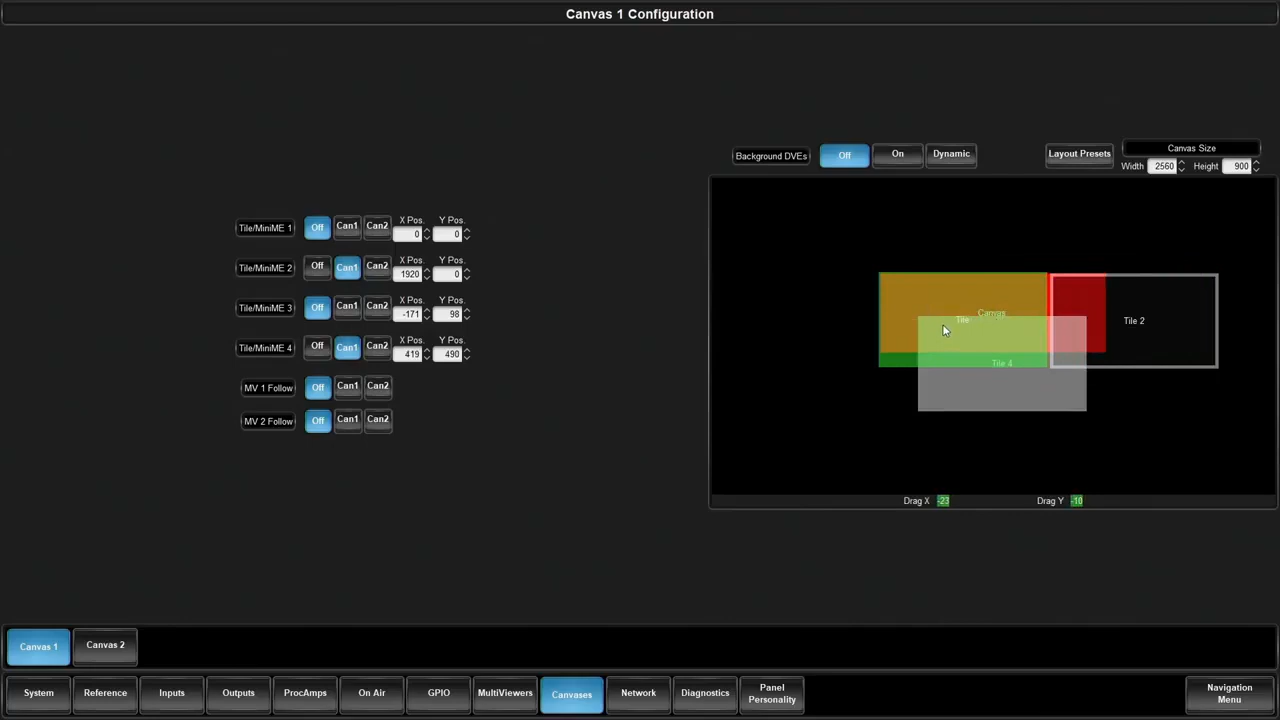 Canvas 1 Configuration
Background DVEs Off On Dynamic Layout Presets Canvas Size
Width 2560 Height 900
X Pos. Y Pos.
Tile/MiniME 1 Off Can1 Can2 0 0
X Pos. Y Pos.
Tile/MiniME 2 Off Can1 Can2 1920 0
X Pos. Y Pos.
Tile/MiniME 3 Off Can1 Can2 -171 98
X Pos. Y Pos.
Tile/MiniME 4 Off Can1 Can2 419 490
MV 1 Follow Off Can1 Can2
MV 2 Follow Off Can1 Can2
Canvas
Tile
Tile 2
Tile 4
Drag X -23 Drag Y -10
Canvas 1 Canvas 2
System Reference Inputs Outputs ProcAmps On Air GPIO MultiViewers Canvases Network Diagnostics Panel Personality Navigation Menu